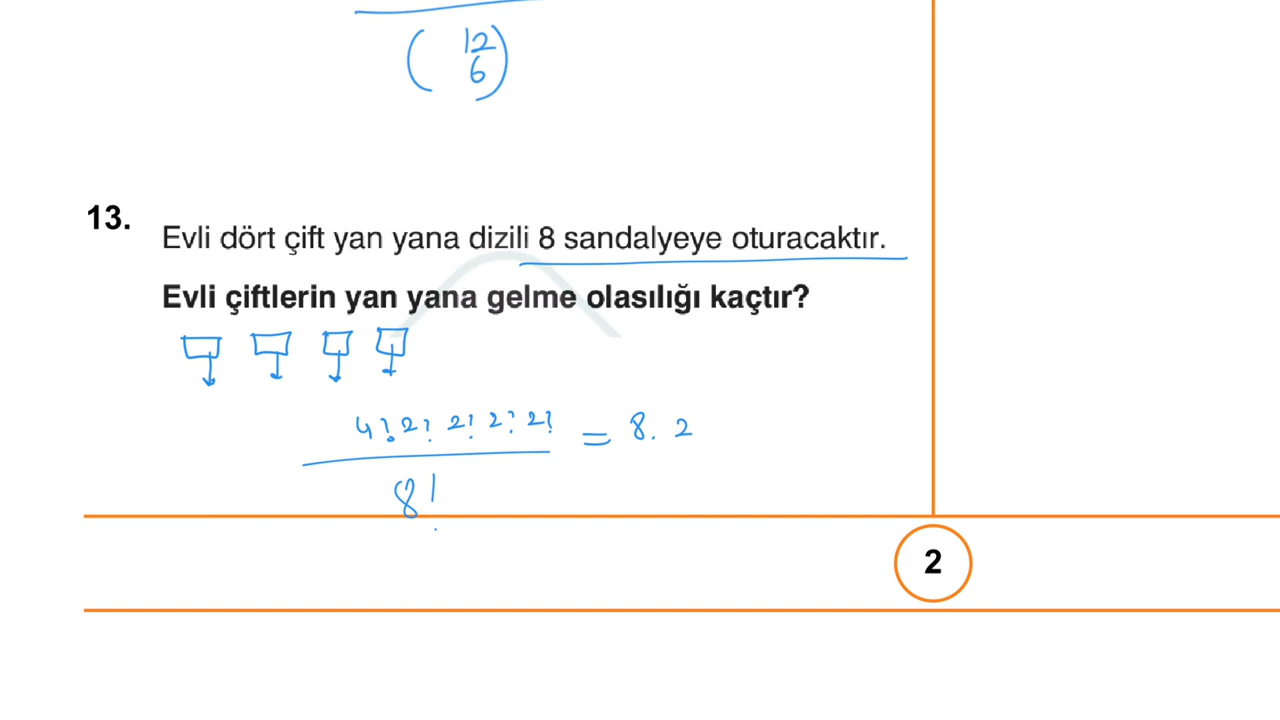 ( 12
6 )
13.
Evli dört çift yan yana dizili 8 sandalyeye oturacaktır.
Evli çiftlerin yan yana gelme olasılığı kaçtır?
4! 2! 2! 2! 2! = 8. 2
8!
2